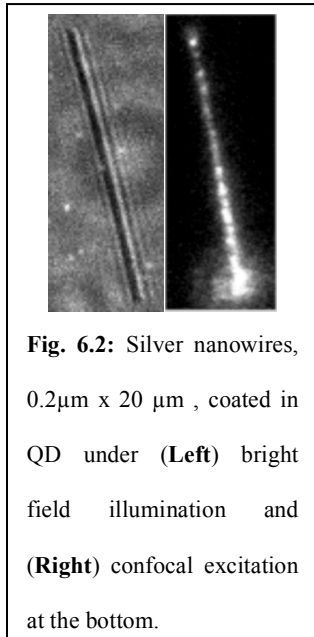 Fig. 6.2: Silver nanowires,
0.2µm x 20 µm , coated in
QD under (Left) bright
field illumination and
(Right) confocal excitation
at the bottom.